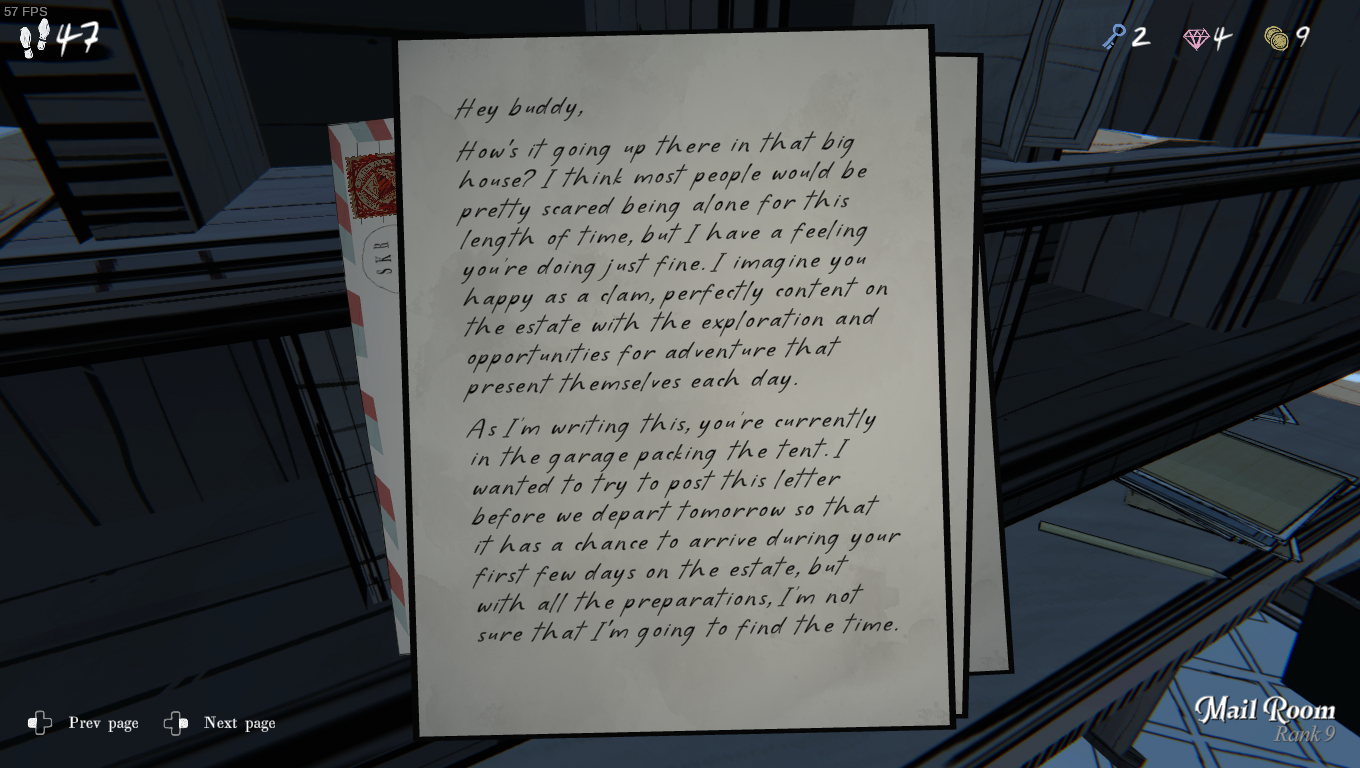 57 FPS
47
2
4
9
Hey buddy,
How's it going up there in that big
house? I think most people would be
pretty scared being alone for this
length of time, but I have a feeling
you're doing just fine. I imagine you
happy as a clam, perfectly content on
the estate with the exploration and
opportunities for adventure that
present themselves each day.
As I'm writing this, you're currently
in the garage packing the tent. I
wanted to try to post this letter
before we depart tomorrow so that
it has a chance to arrive during your
first few days on the estate, but
with all the preparations, I'm not
sure that I'm going to find the time.
SKR
Prev page
Next page
Mail Room
Rank 9